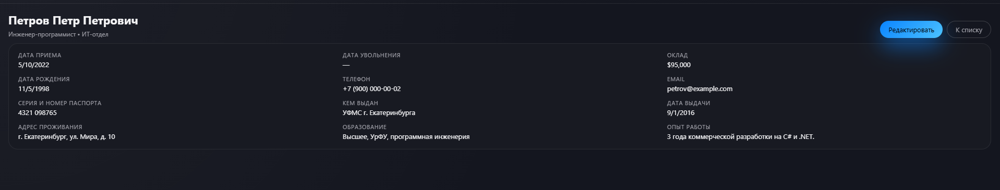 Петров Петр Петрович
Инженер-программист • ИТ-отдел
Редактировать
К списку
ДАТА ПРИЕМА
5/10/2022
ДАТА УВОЛЬНЕНИЯ
—
ОКЛАД
$95,000
ДАТА РОЖДЕНИЯ
11/5/1998
ТЕЛЕФОН
+7 (900) 000-00-02
EMAIL
petrov@example.com
СЕРИЯ И НОМЕР ПАСПОРТА
4321 098765
КЕМ ВЫДАН
УФМС г. Екатеринбурга
ДАТА ВЫДАЧИ
9/1/2016
АДРЕС ПРОЖИВАНИЯ
г. Екатеринбург, ул. Мира, д. 10
ОБРАЗОВАНИЕ
Высшее, УрФУ, программная инженерия
ОПЫТ РАБОТЫ
3 года коммерческой разработки на C# и .NET.